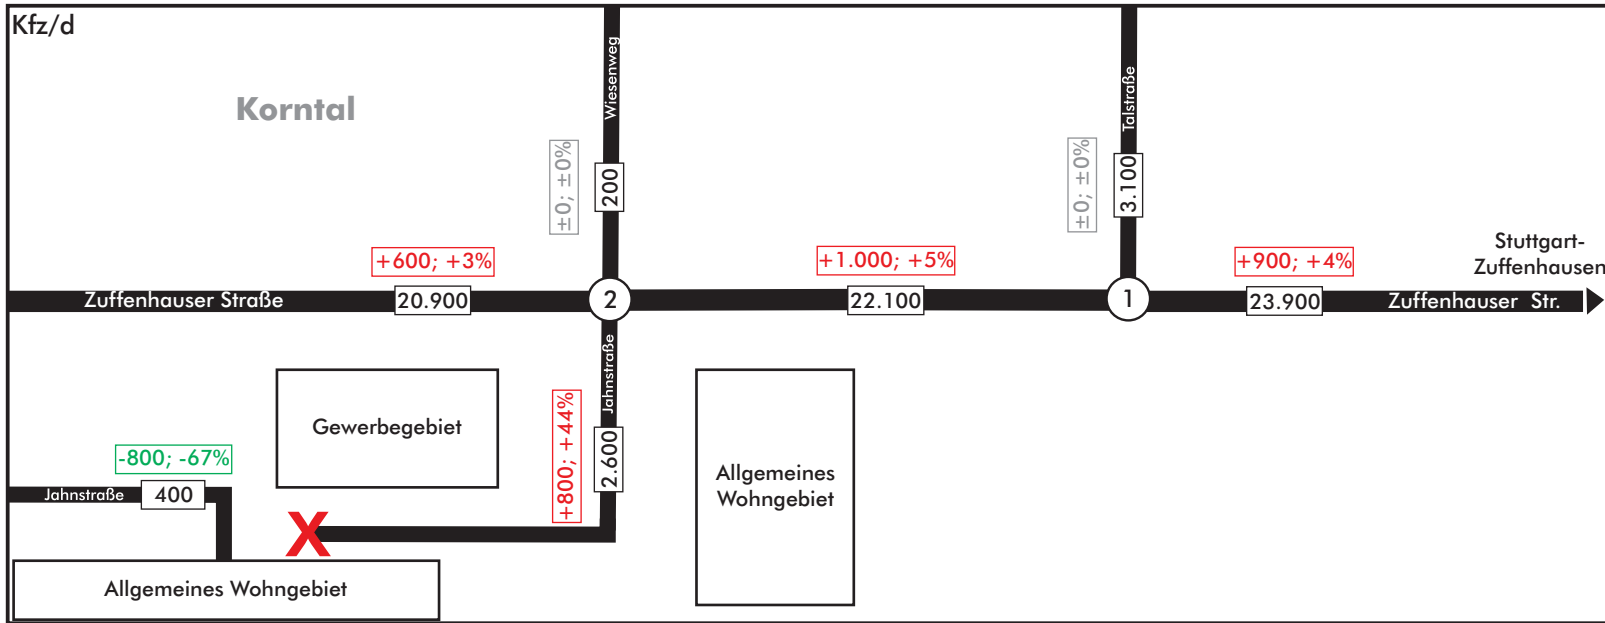 Kfz/d
Korntal
Wiesenweg
Talstraße
±0; ±0%
200
±0; ±0%
3.100
Stuttgart-
Zuffenhausen
+600; +3%
+1.000; +5%
+900; +4%
Zuffenhauser Straße
20.900
2
22.100
1
23.900
Zuffenhauser Str.
Jahnstraße
Gewerbegebiet
+800; +44%
2.600
Allgemeines
Wohngebiet
-800; -67%
Jahnstraße
400
X
Allgemeines Wohngebiet